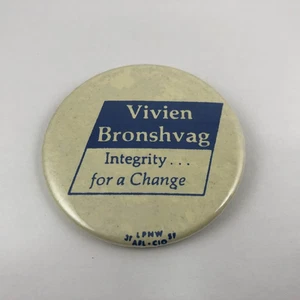 Vivien
Bronshvag
Integrity...
for a Change
LPNW
AFL-CIO